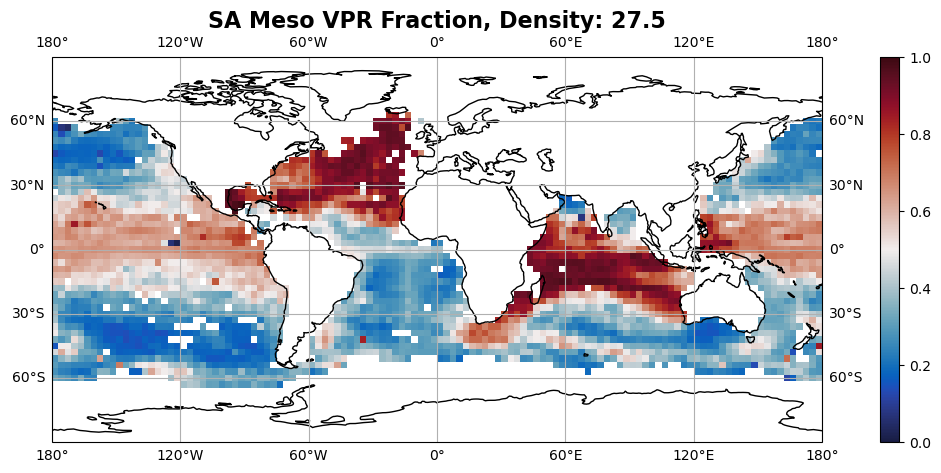 SA Meso VPR Fraction, Density: 27.5
180° 120°W 60°W 0° 60°E 120°E 180°
1.0
60°N 60°N
0.8
30°N 30°N
0.6
0° 0°
0.4
30°S 30°S
0.2
60°S 60°S
0.0
180° 120°W 60°W 0° 60°E 120°E 180°